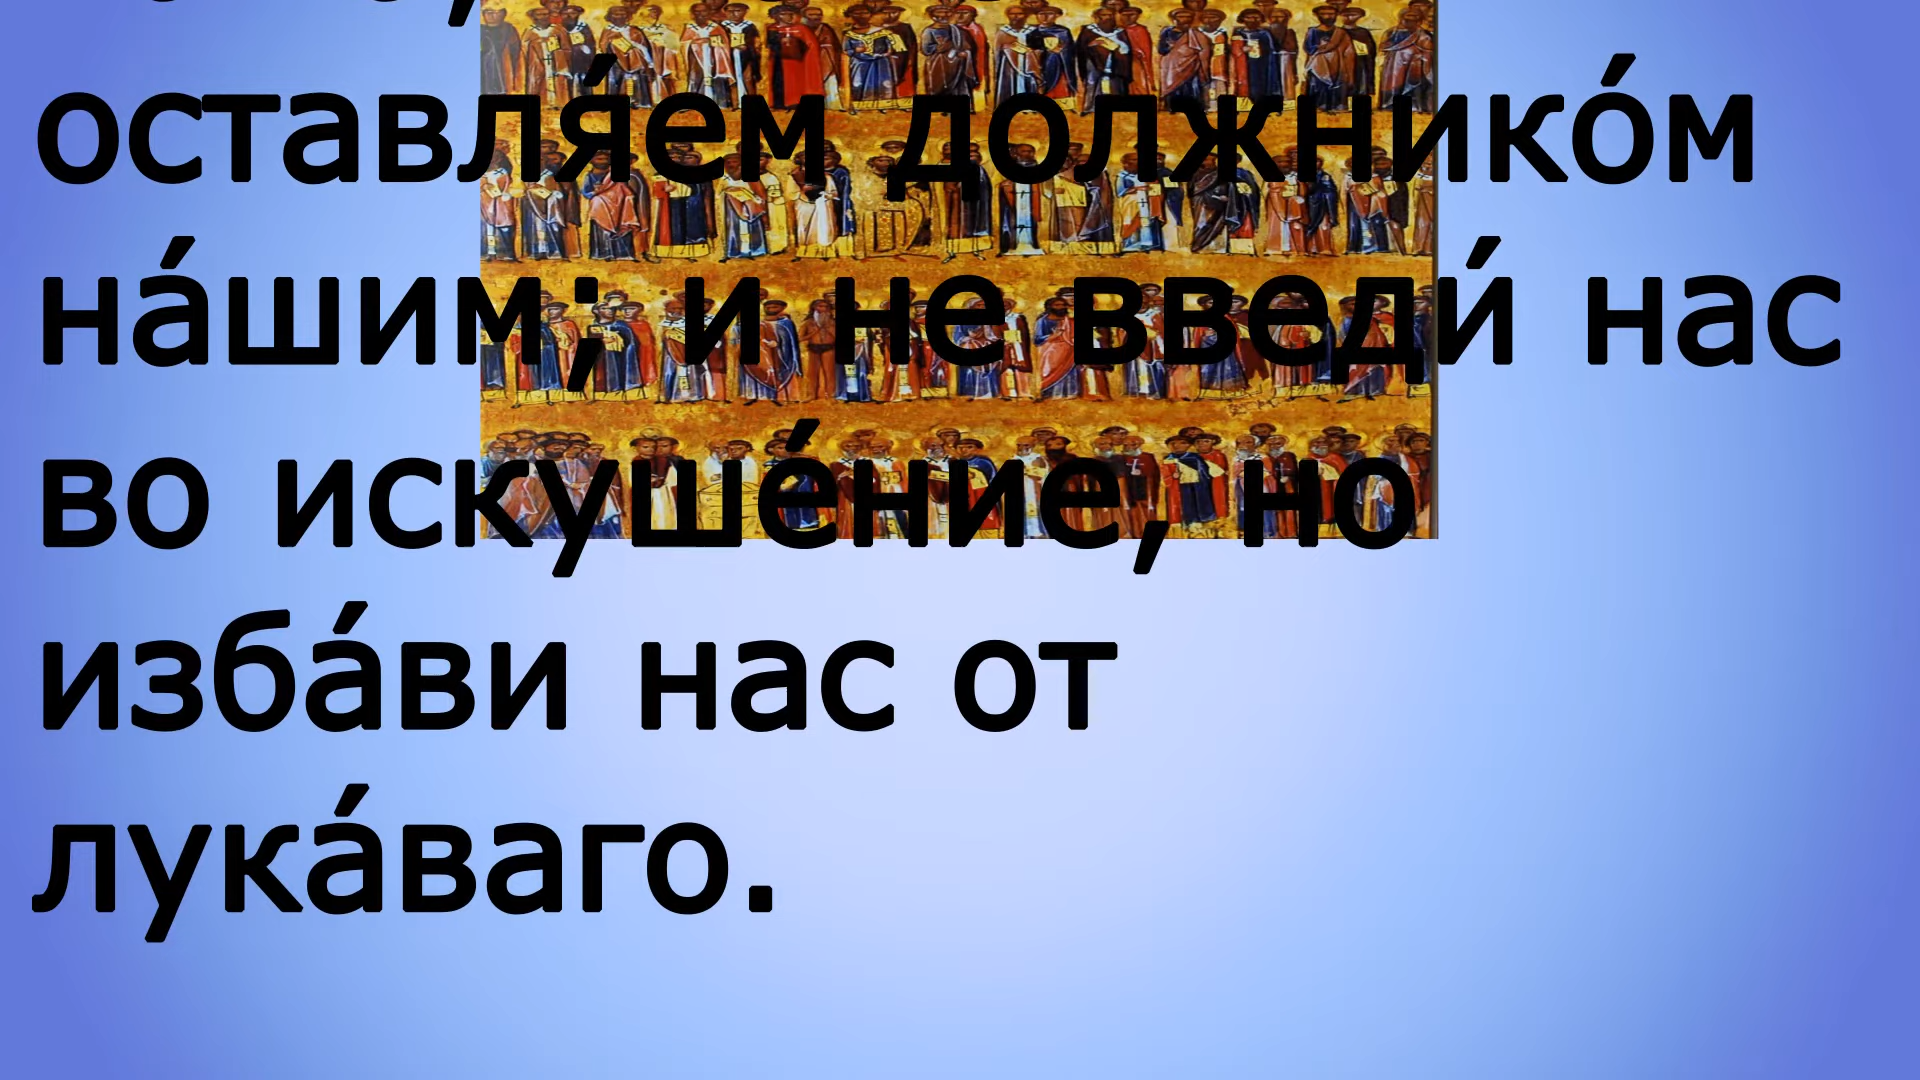 оставля́ем должнико́м
на́шим; и не введи́ нас
во искуше́ние, но
изба́ви нас от
лука́ваго.